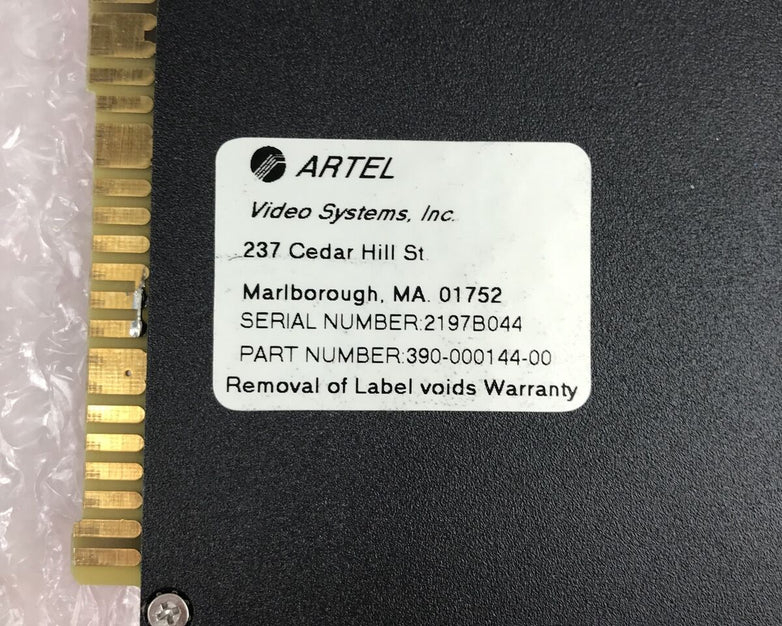 ARTEL
Video Systems, Inc.
237 Cedar Hill St.
Marlborough, MA. 01752
SERIAL NUMBER:2197B044
PART NUMBER:390-000144-00
Removal of Label voids Warranty